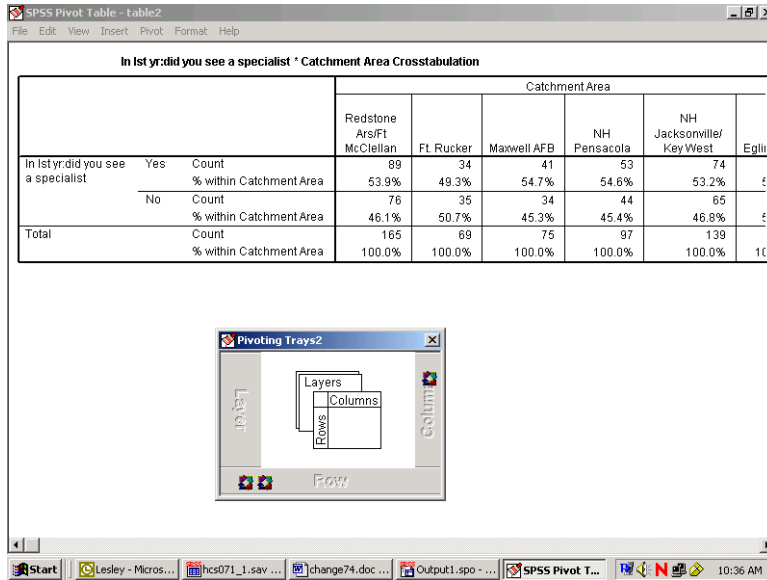 SPSS Pivot Table - table2
File Edit View Insert Pivot Format Help
In Ist yr:did you see a specialist * Catchment Area Crosstabulation
Catchment Area
Redstone Ars/Ft McClellan Ft. Rucker Maxwell AFB NH Pensacola NH Jacksonville/ Key West Eglin
In Ist yr:did you see a specialist Yes Count 89 34 41 53 74
% within Catchment Area 53.9% 49.3% 54.7% 54.6% 53.2%
No Count 76 35 34 44 65
% within Catchment Area 46.1% 50.7% 45.3% 45.4% 46.8%
Total Count 165 69 75 97 139
% within Catchment Area 100.0% 100.0% 100.0% 100.0% 100.0% 10
Pivoting Trays2
Layer
Layers
Columns
Rows
Column
Row
Start Lesley - Micros... hcs071_1.sav ... change74.doc ... Output1.spo - ... SPSS Pivot T... N 10:36 AM